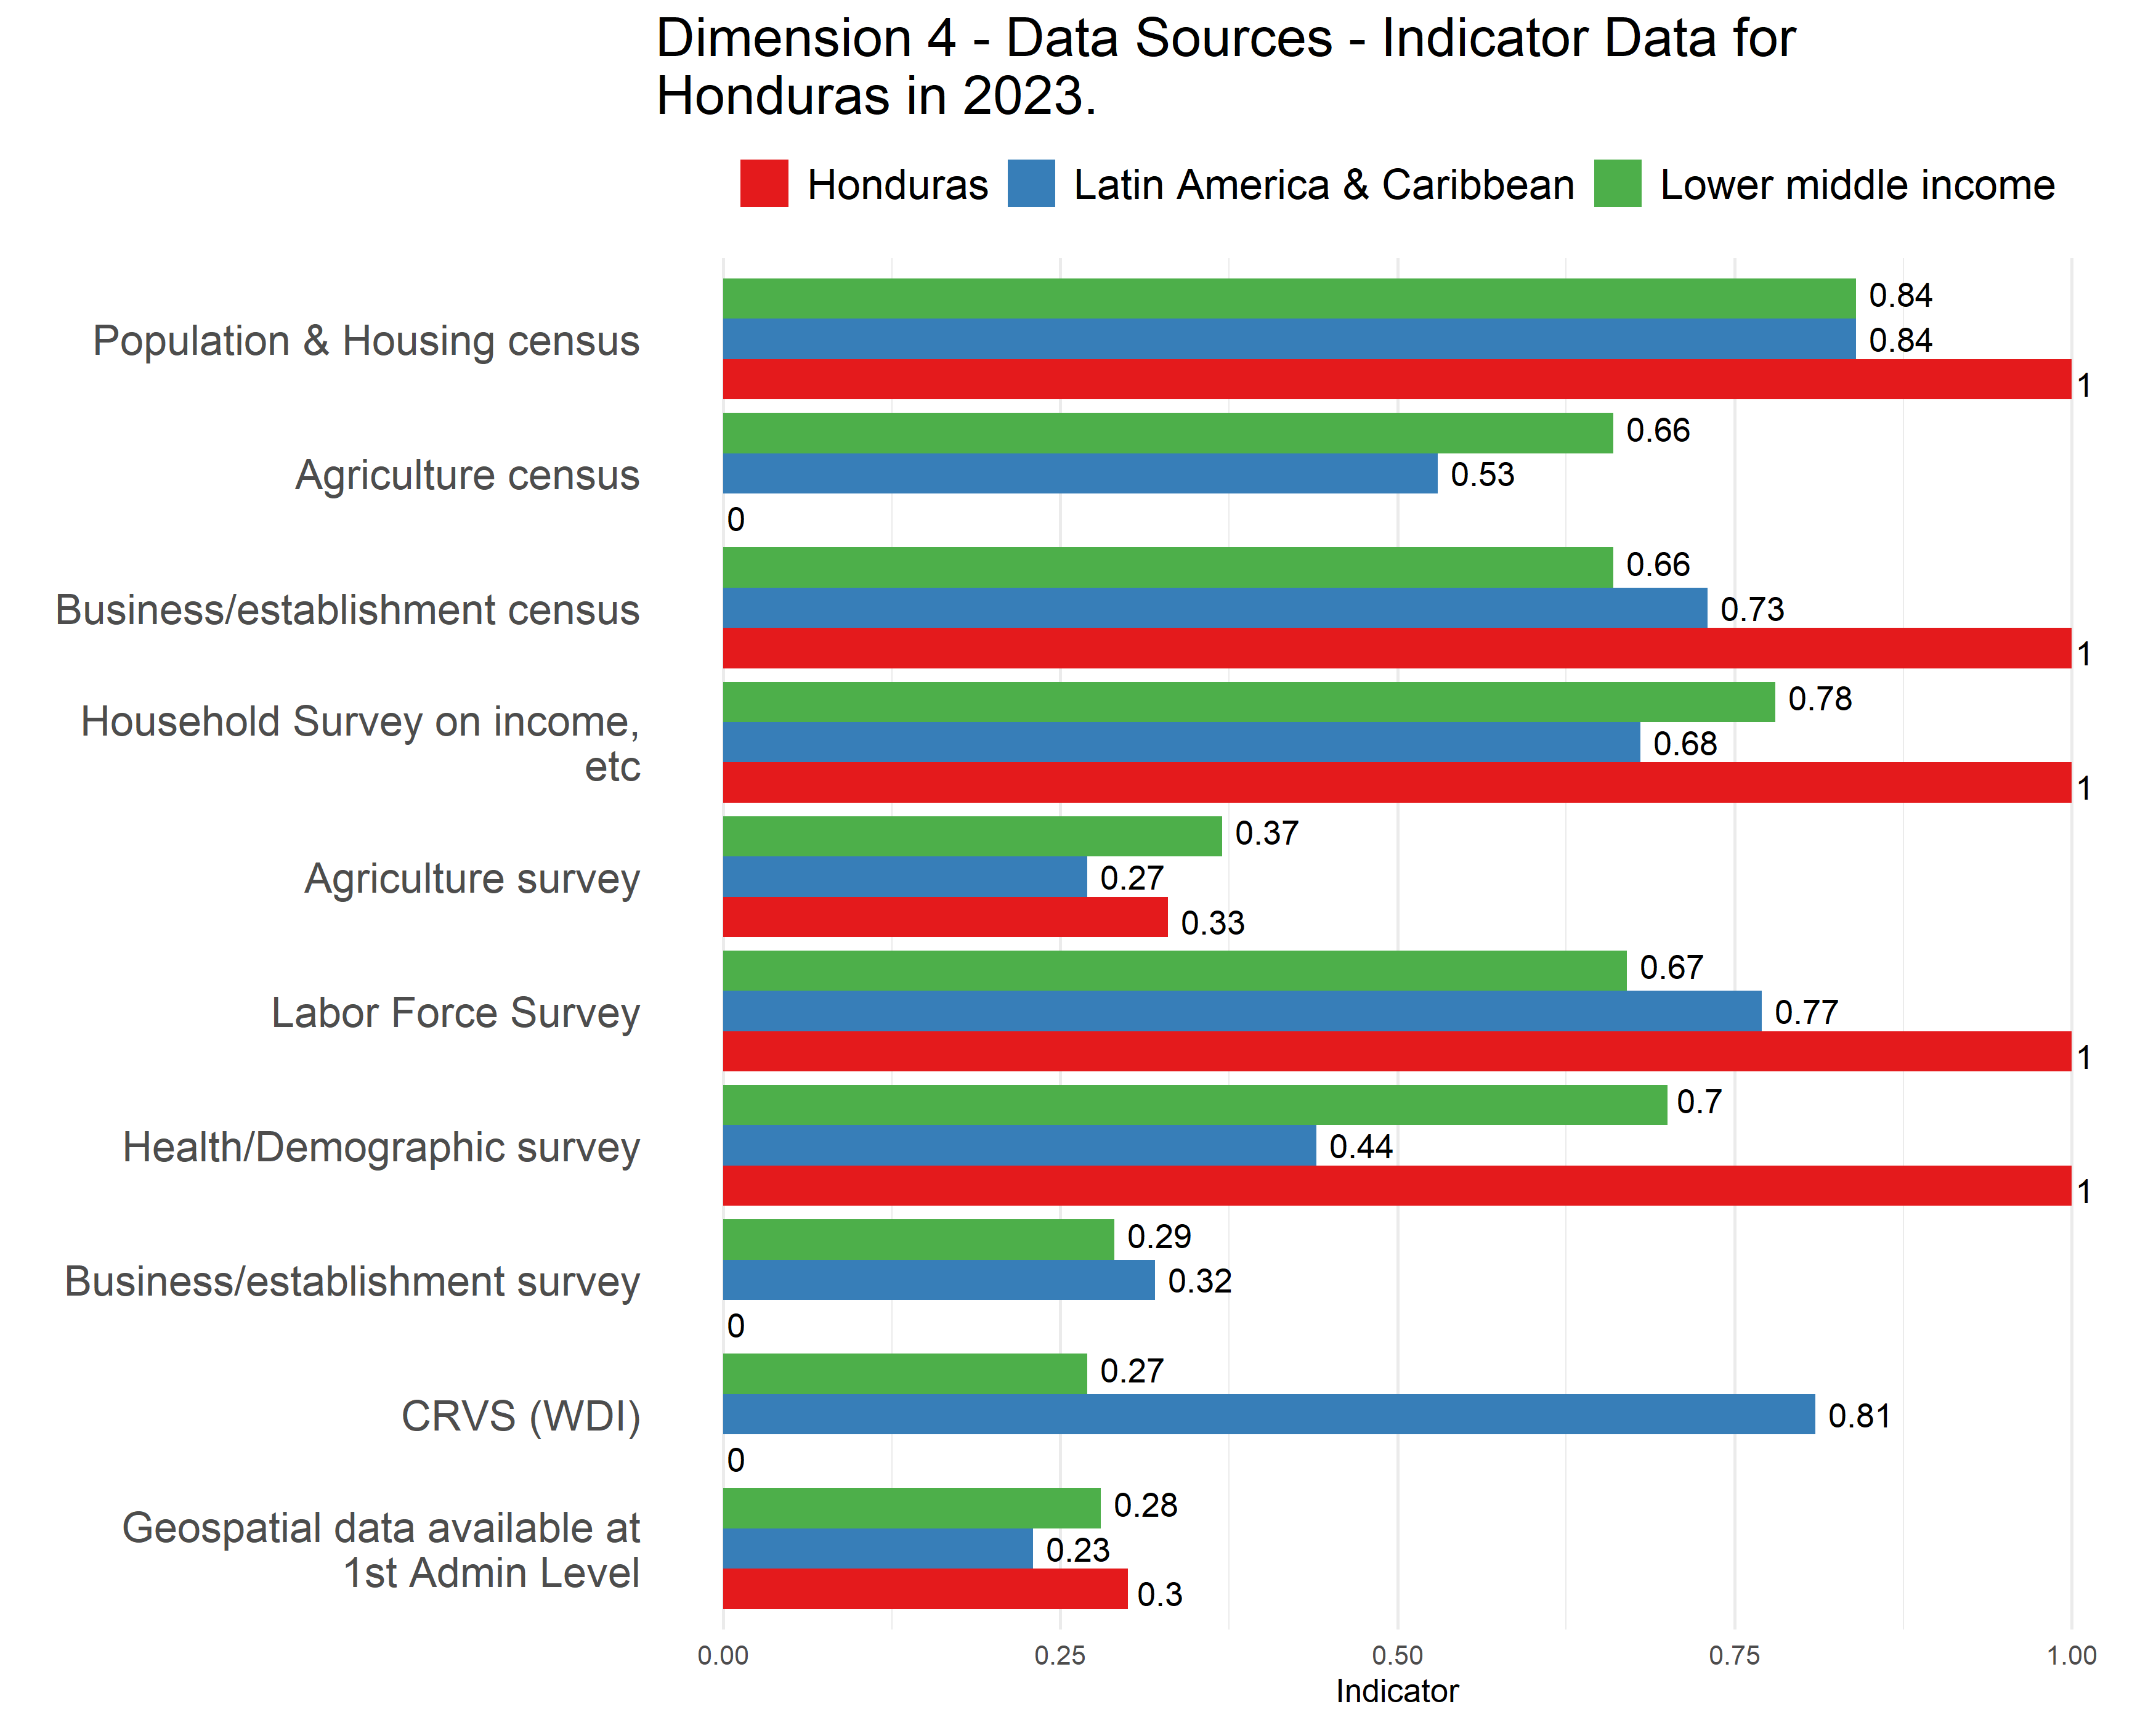 Dimension 4 - Data Sources - Indicator Data for
Honduras in 2023.
Honduras
Latin America & Caribbean
Lower middle income
Population & Housing census
0.84
0.84
1
Agriculture census
0.66
0.53
0
Business/establishment census
0.66
0.73
1
Household Survey on income,
etc
0.78
0.68
1
Agriculture survey
0.37
0.27
0.33
Labor Force Survey
0.67
0.77
1
Health/Demographic survey
0.7
0.44
1
Business/establishment survey
0.29
0.32
0
CRVS (WDI)
0.27
0.81
0
Geospatial data available at
1st Admin Level
0.28
0.23
0.3
0.00 0.25 0.50 0.75 1.00
Indicator